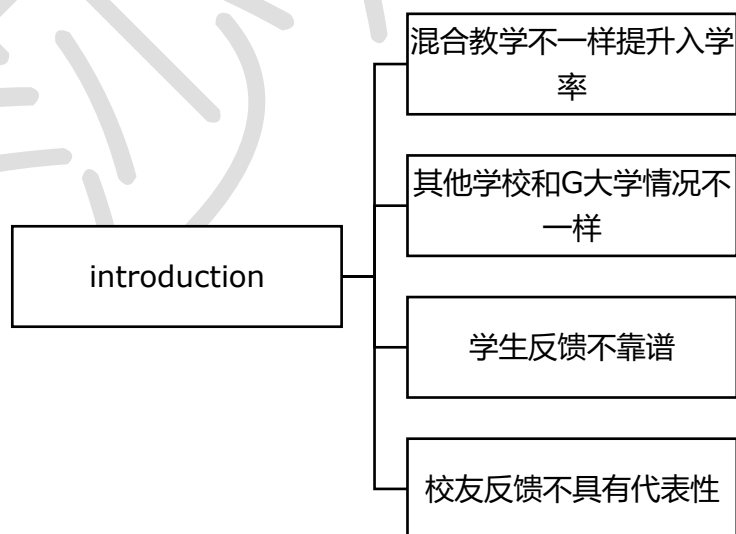 混合教学不一样提升入学
率
其他学校和G大学情况不
一样
introduction
学生反馈不靠谱
校友反馈不具有代表性